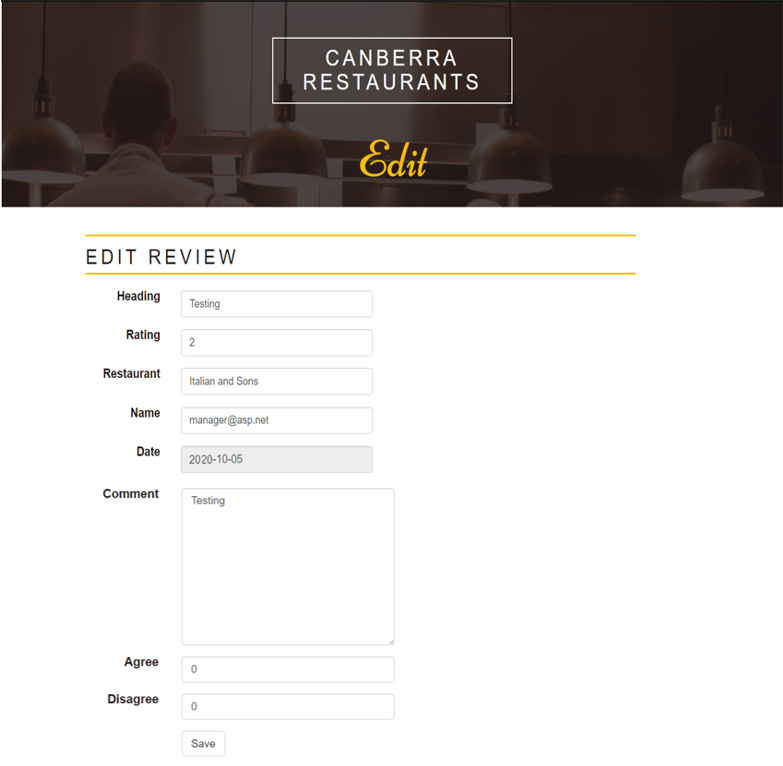 CANBERRA
RESTAURANTS
Edit
EDIT REVIEW
Heading Testing
Rating 2
Restaurant Italian and Sons
Name manager@asp.net
Date 2020-10-05
Comment Testing
Agree 0
Disagree 0
Save